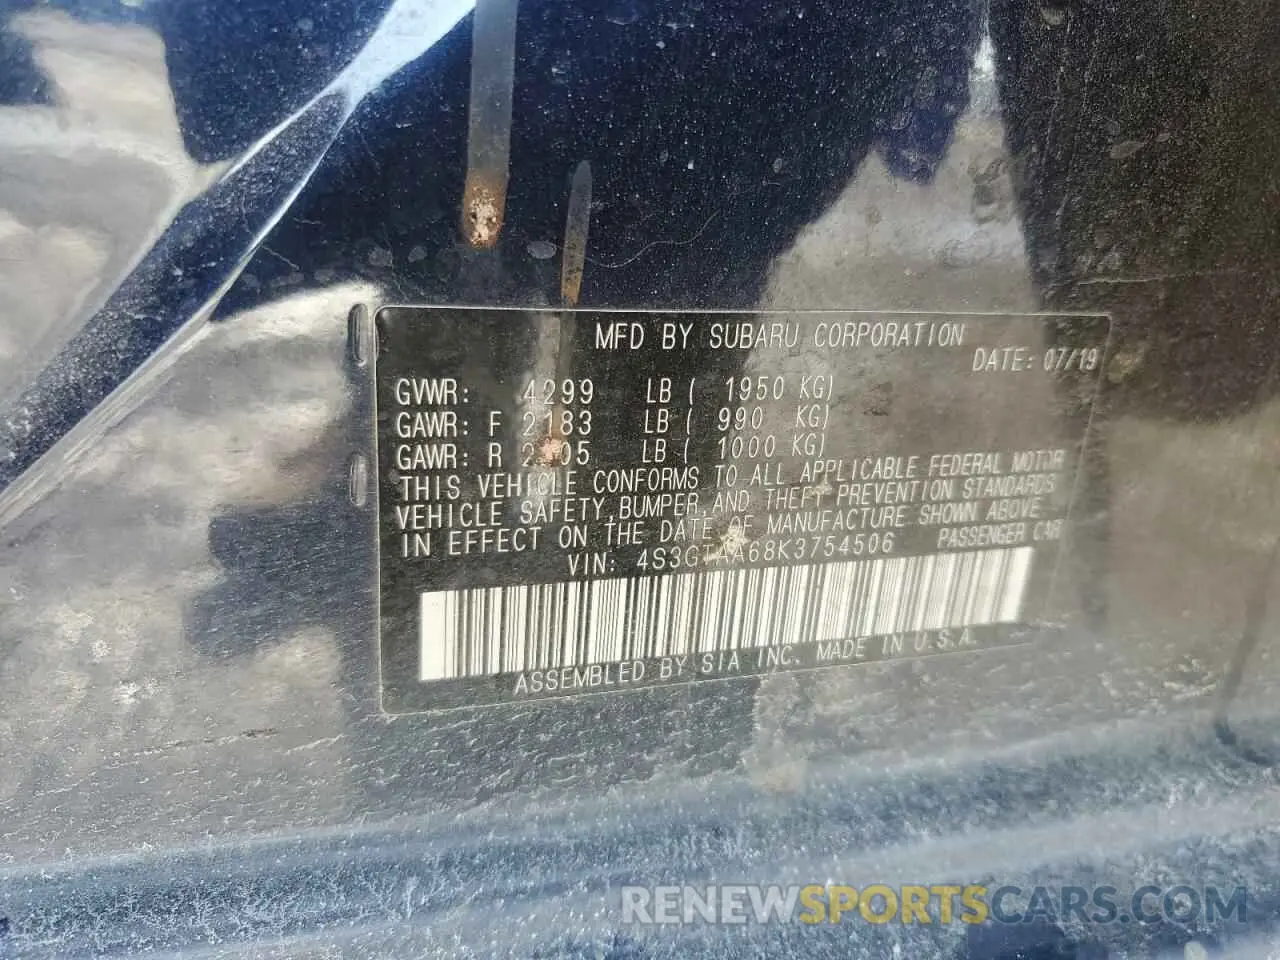 MFD BY SUBARU CORPORATION
DATE: 07/19
GVWR: 4299 LB ( 1950 KG)
GAWR: F 2183 LB ( 990 KG)
GAWR: R LB ( 1000 KG)
THIS VEHICLE CONFORMS TO ALL APPLICABLE FEDERAL MOTOR
VEHICLE SAFETY, BUMPER, AND THEFT PREVENTION STANDARDS
IN EFFECT ON THE DATE OF MANUFACTURE SHOWN ABOVE
VIN: 4S3GTAA68K3754506 PASSENGER CAR
ASSEMBLED BY SIA INC. MADE IN U.S.A.
RENEWSPORTSCARS.COM